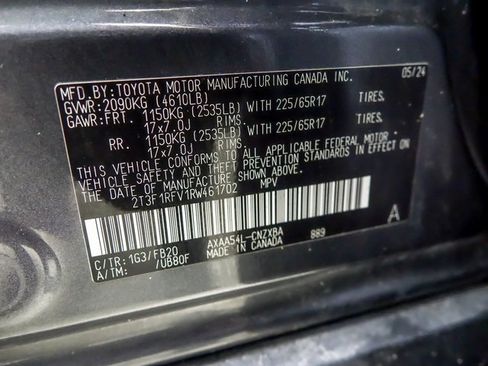 MFD.BY:TOYOTA MOTOR MANUFACTURING CANADA INC. 05/24
GVWR:2090KG (4610LB)
GAWR:FRT. 1150KG (2535LB) WITH 225/65R17 TIRES.
17x7.0J RIMS.
RR. 1150KG (2535LB) WITH 225/65R17 TIRES.
17x7.0J RIMS.
THIS VEHICLE CONFORMS TO ALL APPLICABLE FEDERAL MOTOR
VEHICLE SAFETY AND THEFT PREVENTION STANDARDS IN EFFECT ON
THE DATE OF MANUFACTURE SHOWN ABOVE.
2T3F1RFV1RW461702 MPV
A
C/TR:1G3/FB20 AXAA54L-CNZXBA 889
A/TM: /UB80F MADE IN CANADA